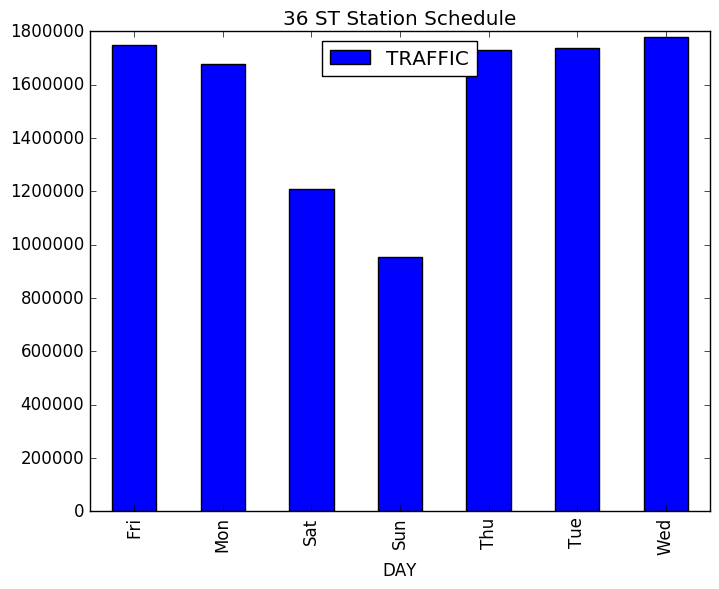 36 ST Station Schedule
TRAFFIC
1800000
1600000
1400000
1200000
1000000
800000
600000
400000
200000
0
Fri
Mon
Sat
Sun
Thu
Tue
Wed
DAY